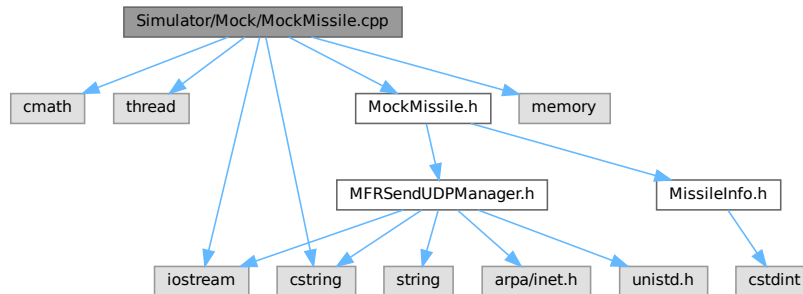 Simulator/Mock/MockMissile.cpp
cmath
thread
MockMissile.h
memory
MFRSendUDPManager.h
MissileInfo.h
iostream
cstring
string
arpa/inet.h
unistd.h
cstdint